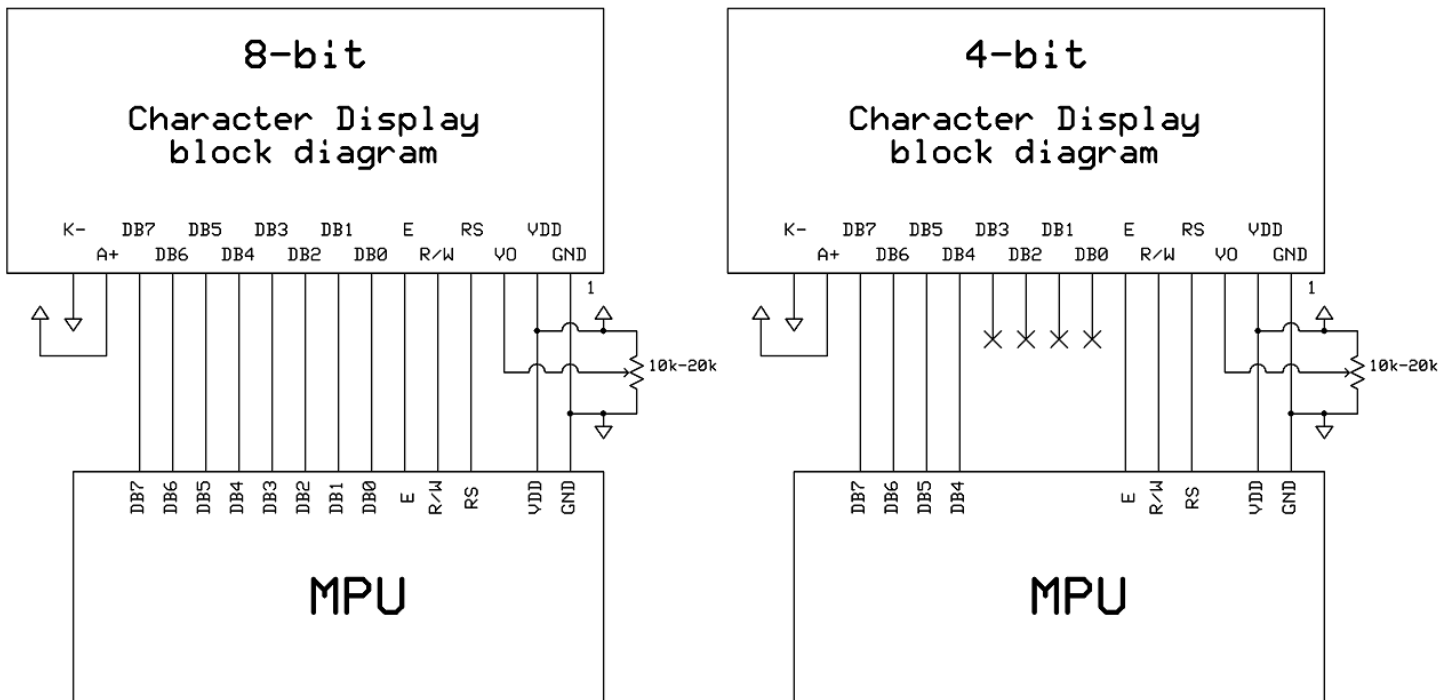 8-bit
Character Display
block diagram
K- DB7 DB5 DB3 DB1 E RS VDD
A+ DB6 DB4 DB2 DB0 R/W VO GND
1
10k-20k
DB7 DB6 DB5 DB4 DB3 DB2 DB1 DB0 E R/W RS VDD GND
MPU
4-bit
Character Display
block diagram
K- DB7 DB5 DB3 DB1 E RS VDD
A+ DB6 DB4 DB2 DB0 R/W VO GND
1
10k-20k
DB7 DB6 DB5 DB4 E R/W RS VDD GND
MPU